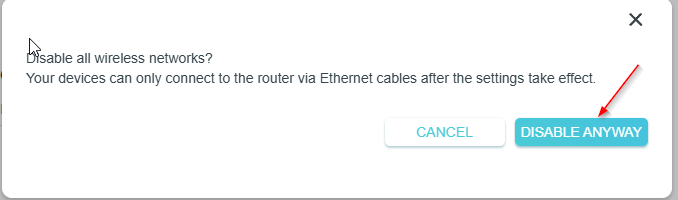 Disable all wireless networks?
Your devices can only connect to the router via Ethernet cables after the settings take effect.
CANCEL
DISABLE ANYWAY